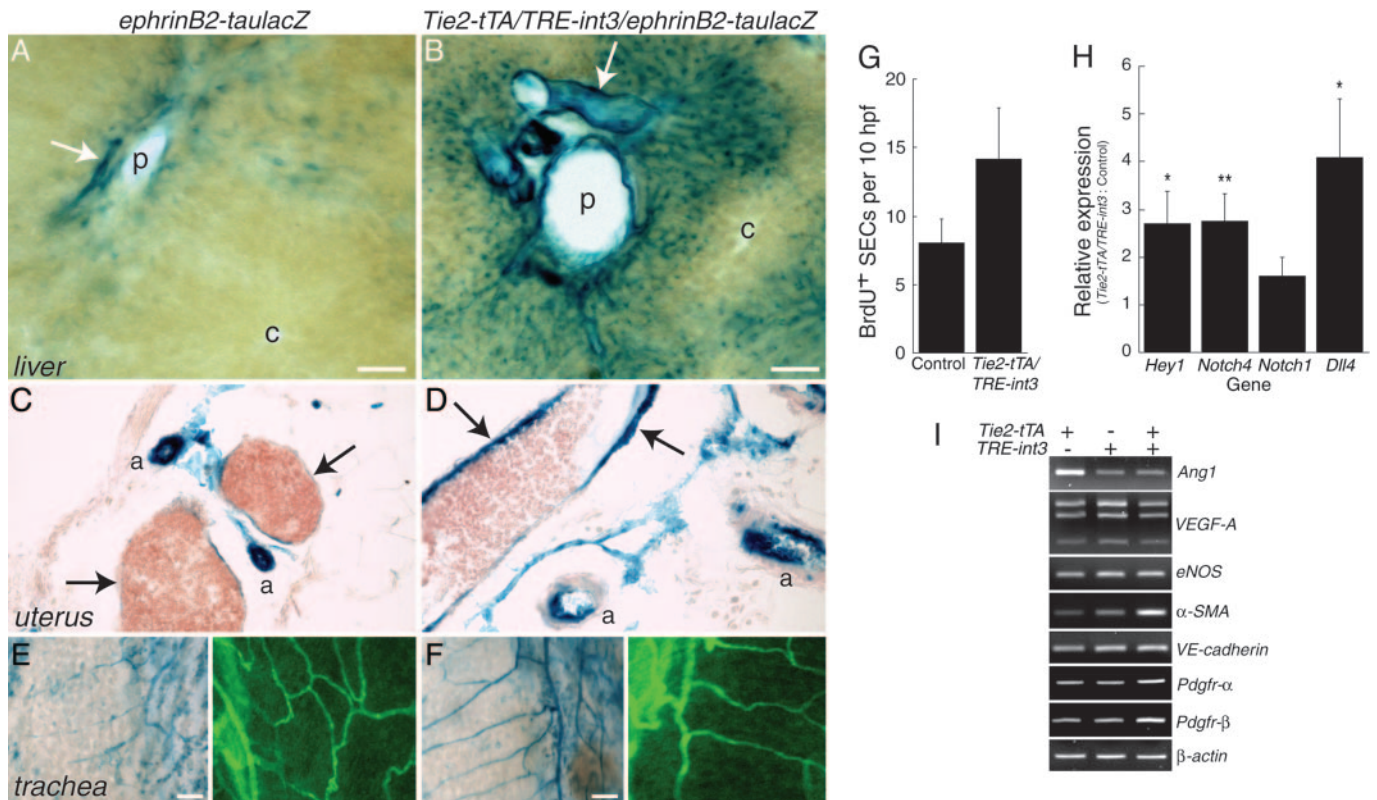 ephrinB2-taulacZ
Tie2-tTA/TRE-int3/ephrinB2-taulacZ
A
p
c
liver
B
p
c
C
a
a
uterus
D
a
a
E
trachea
F
G
BrdU+ SECs per 10 hpf
20
15
10
5
0
Control
Tie2-tTA/
TRE-int3
H
Relative expression
(Tie2-tTA/TRE-int3 : Control)
6
5
4
3
2
1
0
*
**
*
Hey1 Notch4 Notch1 Dll4
Gene
I
Tie2-tTA + - +
TRE-int3 - + +
Ang1
VEGF-A
eNOS
α-SMA
VE-cadherin
Pdgfr-α
Pdgfr-β
β-actin